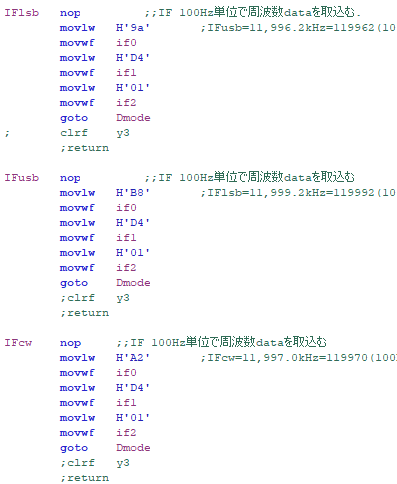 IFlsb nop ;;IF 100Hz単位で周波数dataを取込む.
movlw H'9a' ;IFusb=11,996.2kHz=119962(10
movwf if0
movlw H'D4'
movwf if1
movlw H'01'
movwf if2
goto Dmode
; clrf y3
;return
IFusb nop ;;IF 100Hz単位で周波数dataを取込む
movlw H'B8' ;IFlsb=11,999.2kHz=119992(10
movwf if0
movlw H'D4'
movwf if1
movlw H'01'
movwf if2
goto Dmode
;clrf y3
;return
IFcw nop ;;IF 100Hz単位で周波数dataを取込む
movlw H'A2' ;IFcw=11,997.0kHz=119970(100
movwf if0
movlw H'D4'
movwf if1
movlw H'01'
movwf if2
goto Dmode
;clrf y3
;return